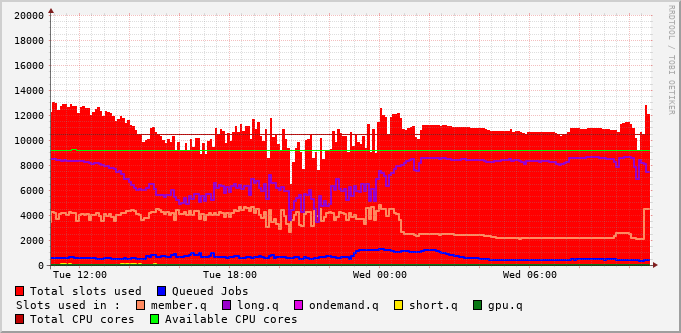 RRDTOOL / TOBI OETIKER
20000
18000
16000
14000
12000
10000
8000
6000
4000
2000
0
Tue 12:00 Tue 18:00 Wed 00:00 Wed 06:00
Total slots used Queued Jobs
Slots used in : member.q long.q ondemand.q short.q gpu.q
Total CPU cores Available CPU cores